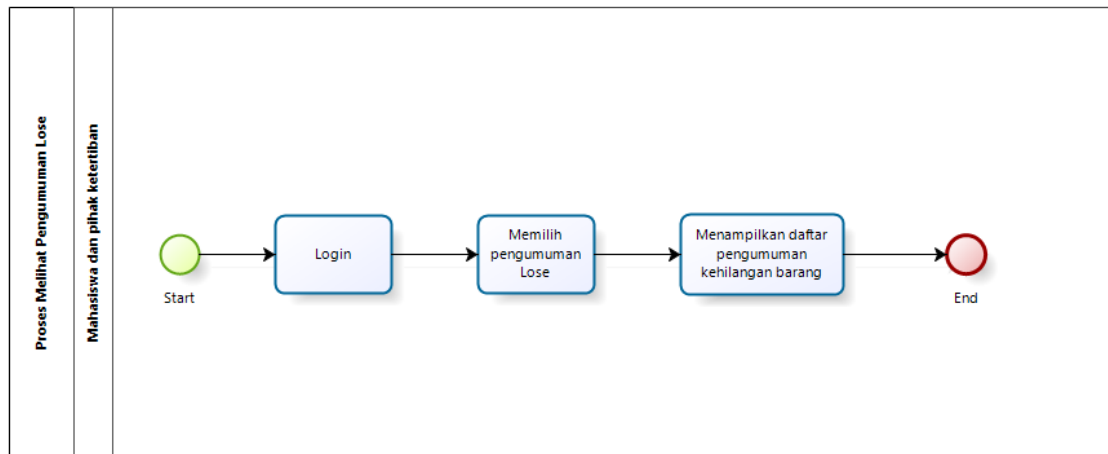 Proses Melihat Pengumuman Lose
Mahasiswa dan pihak ketertiban
Start
Login
Memilih
pengumuman
Lose
Menampilkan daftar
pengumuman
kehilangan barang
End